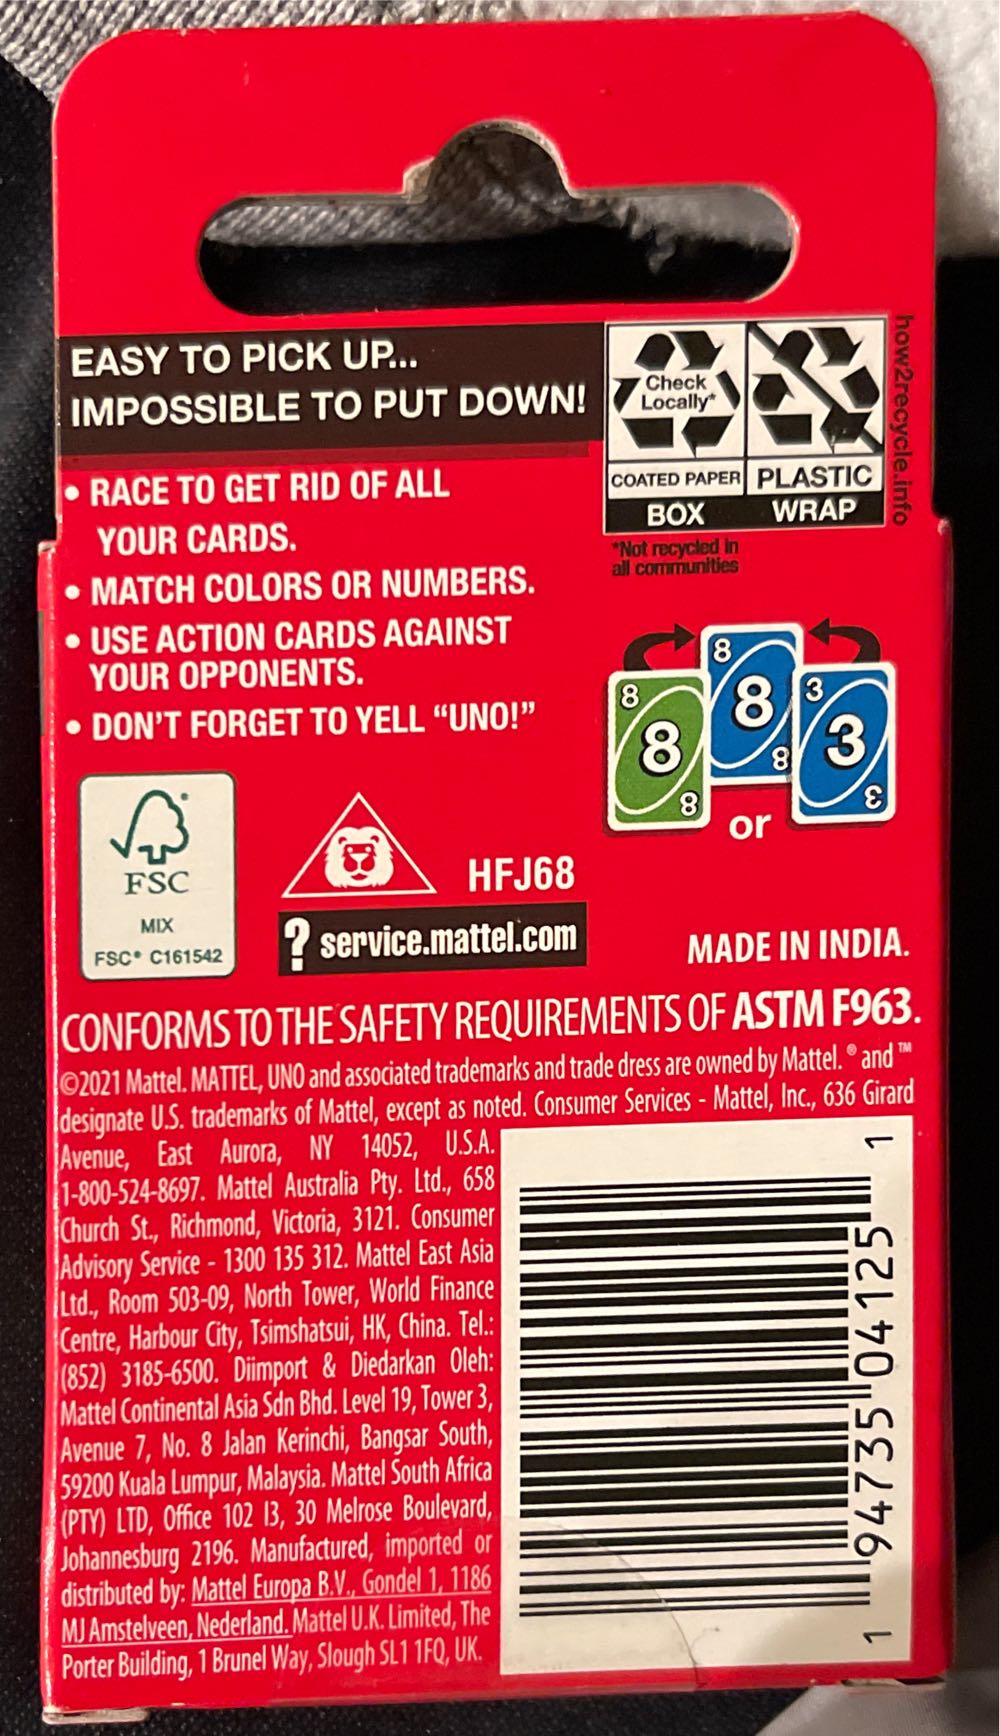 EASY TO PICK UP...
IMPOSSIBLE TO PUT DOWN!
• RACE TO GET RID OF ALL
YOUR CARDS.
• MATCH COLORS OR NUMBERS.
• USE ACTION CARDS AGAINST
YOUR OPPONENTS.
• DON'T FORGET TO YELL “UNO!”
Check
Locally*
COATED PAPER
BOX
PLASTIC
WRAP
how2recycle.info
*Not recycled in
all communities
8
8
8
8
8
8
3
3
3
or
FSC
MIX
FSC® C161542
HFJ68
? service.mattel.com
MADE IN INDIA.
CONFORMS TO THE SAFETY REQUIREMENTS OF ASTM F963.
©2021 Mattel. MATTEL, UNO and associated trademarks and trade dress are owned by Mattel. ® and ™
designate U.S. trademarks of Mattel, except as noted. Consumer Services - Mattel, Inc., 636 Girard
Avenue, East Aurora, NY 14052, U.S.A.
1-800-524-8697. Mattel Australia Pty. Ltd., 658
Church St., Richmond, Victoria, 3121. Consumer
Advisory Service - 1300 135 312. Mattel East Asia
Ltd., Room 503-09, North Tower, World Finance
Centre, Harbour City, Tsimshatsui, HK, China. Tel.:
(852) 3185-6500. Diimport & Diedarkan Oleh:
Mattel Continental Asia Sdn Bhd. Level 19, Tower 3,
Avenue 7, No. 8 Jalan Kerinchi, Bangsar South,
59200 Kuala Lumpur, Malaysia. Mattel South Africa
(PTY) LTD, Office 102 I3, 30 Melrose Boulevard,
Johannesburg 2196. Manufactured, imported or
distributed by: Mattel Europa B.V., Gondel 1, 1186
MJ Amstelveen, Nederland. Mattel U.K. Limited, The
Porter Building, 1 Brunel Way, Slough SL1 1FQ, UK.
1 94735 04125 1